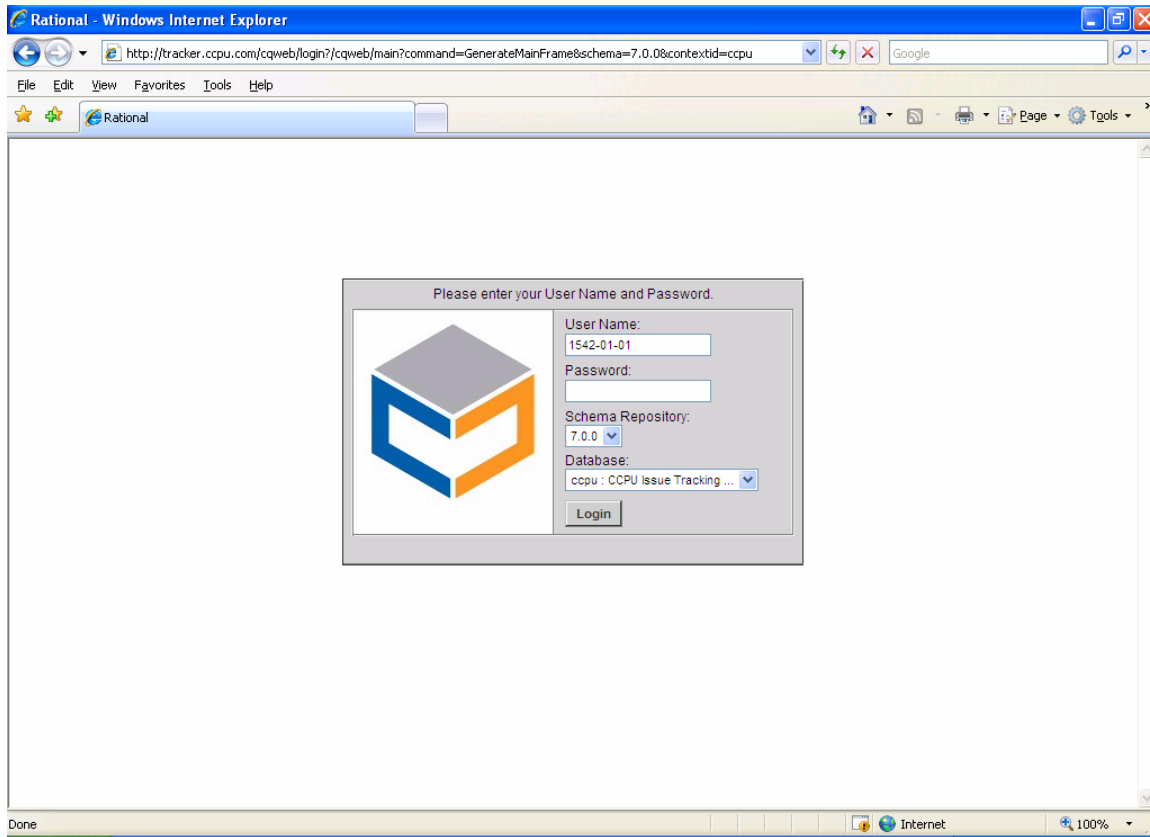 Rational - Windows Internet Explorer
http://tracker.ccpu.com/cqweb/login?/cqweb/main?command=GenerateMainFrame&schema=7.0.0&contextid=ccpu
Google
File Edit View Favorites Tools Help
Rational
Page Tools
Please enter your User Name and Password.
User Name:
1542-01-01
Password:
Schema Repository:
7.0.0
Database:
ccpu : CCPU Issue Tracking ...
Login
Done
Internet
100%